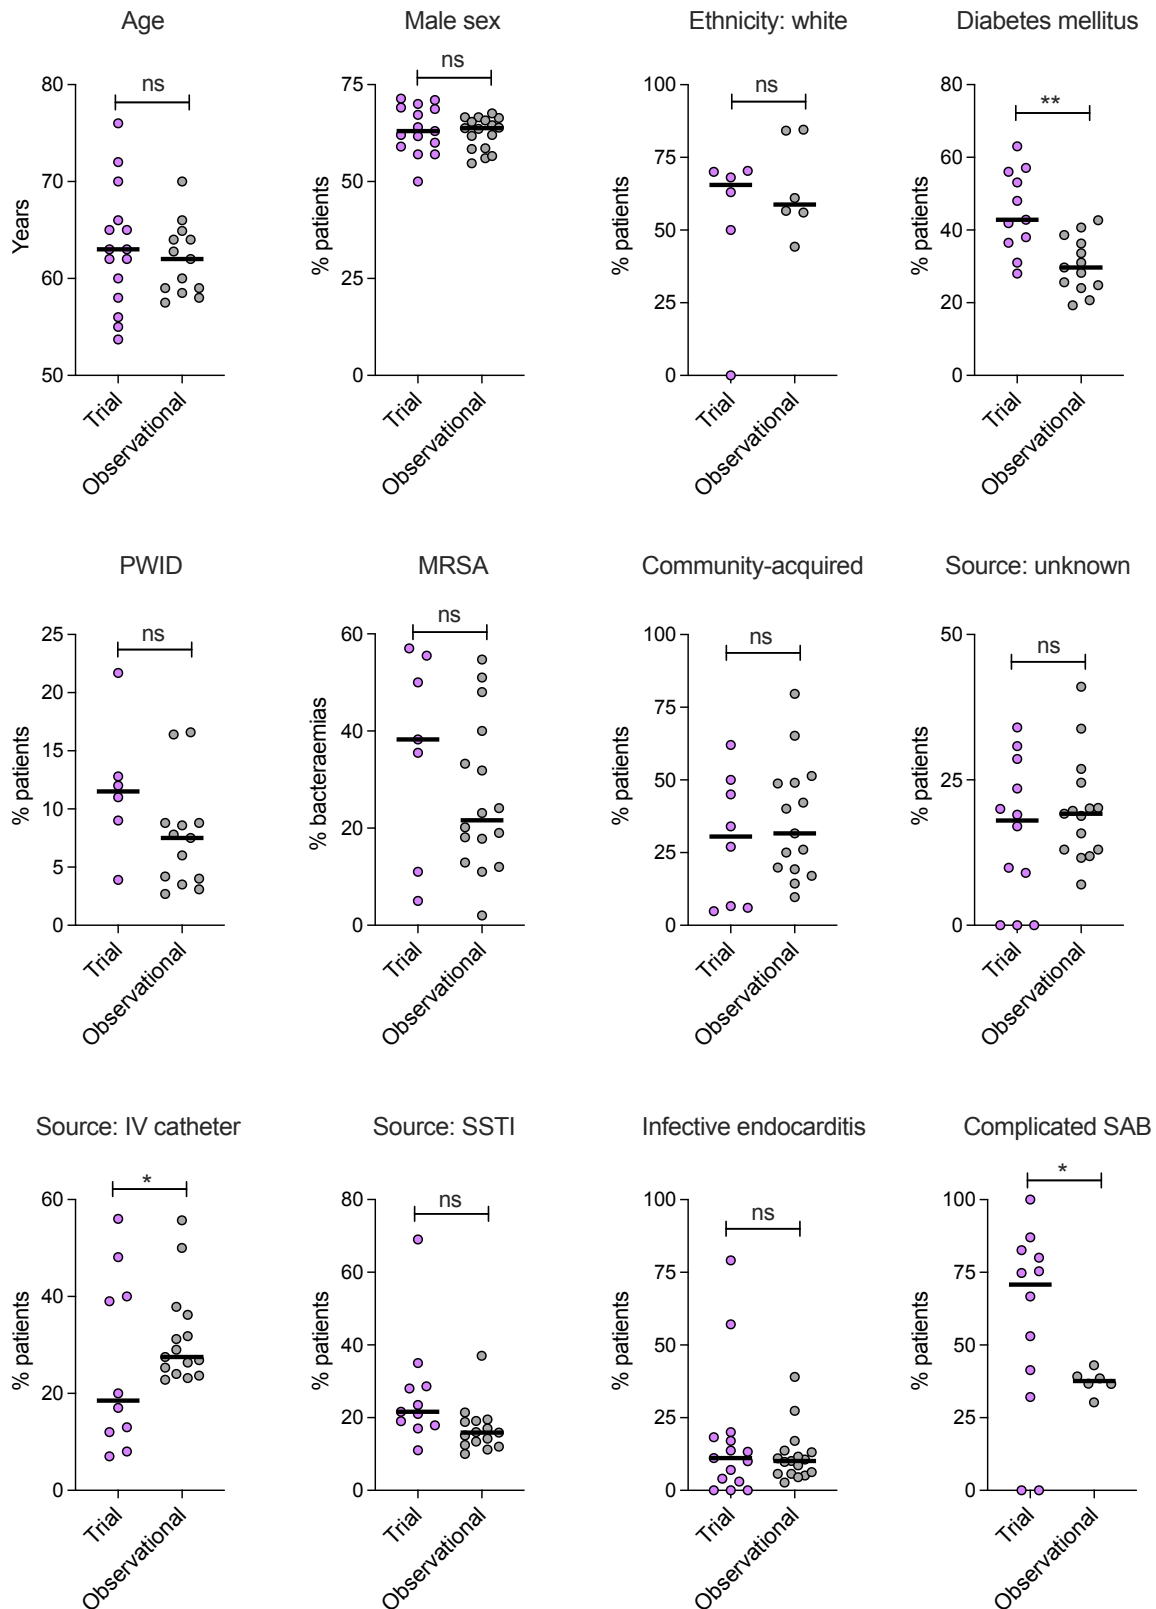 Age
ns
80
70
60
50
Years
Trial
Observational
Male sex
ns
75
50
25
0
% patients
Trial
Observational
Ethnicity: white
ns
100
75
50
25
0
% patients
Trial
Observational
Diabetes mellitus
**
80
60
40
20
0
% patients
Trial
Observational
PWID
ns
25
20
15
10
5
0
% patients
Trial
Observational
MRSA
ns
60
40
20
0
% bacteraemias
Trial
Observational
Community-acquired
ns
100
75
50
25
0
% patients
Trial
Observational
Source: unknown
ns
50
25
0
% patients
Trial
Observational
Source: IV catheter
*
60
40
20
0
% patients
Trial
Observational
Source: SSTI
ns
80
60
40
20
0
% patients
Trial
Observational
Infective endocarditis
ns
100
75
50
25
0
% patients
Trial
Observational
Complicated SAB
*
100
75
50
25
0
% patients
Trial
Observational